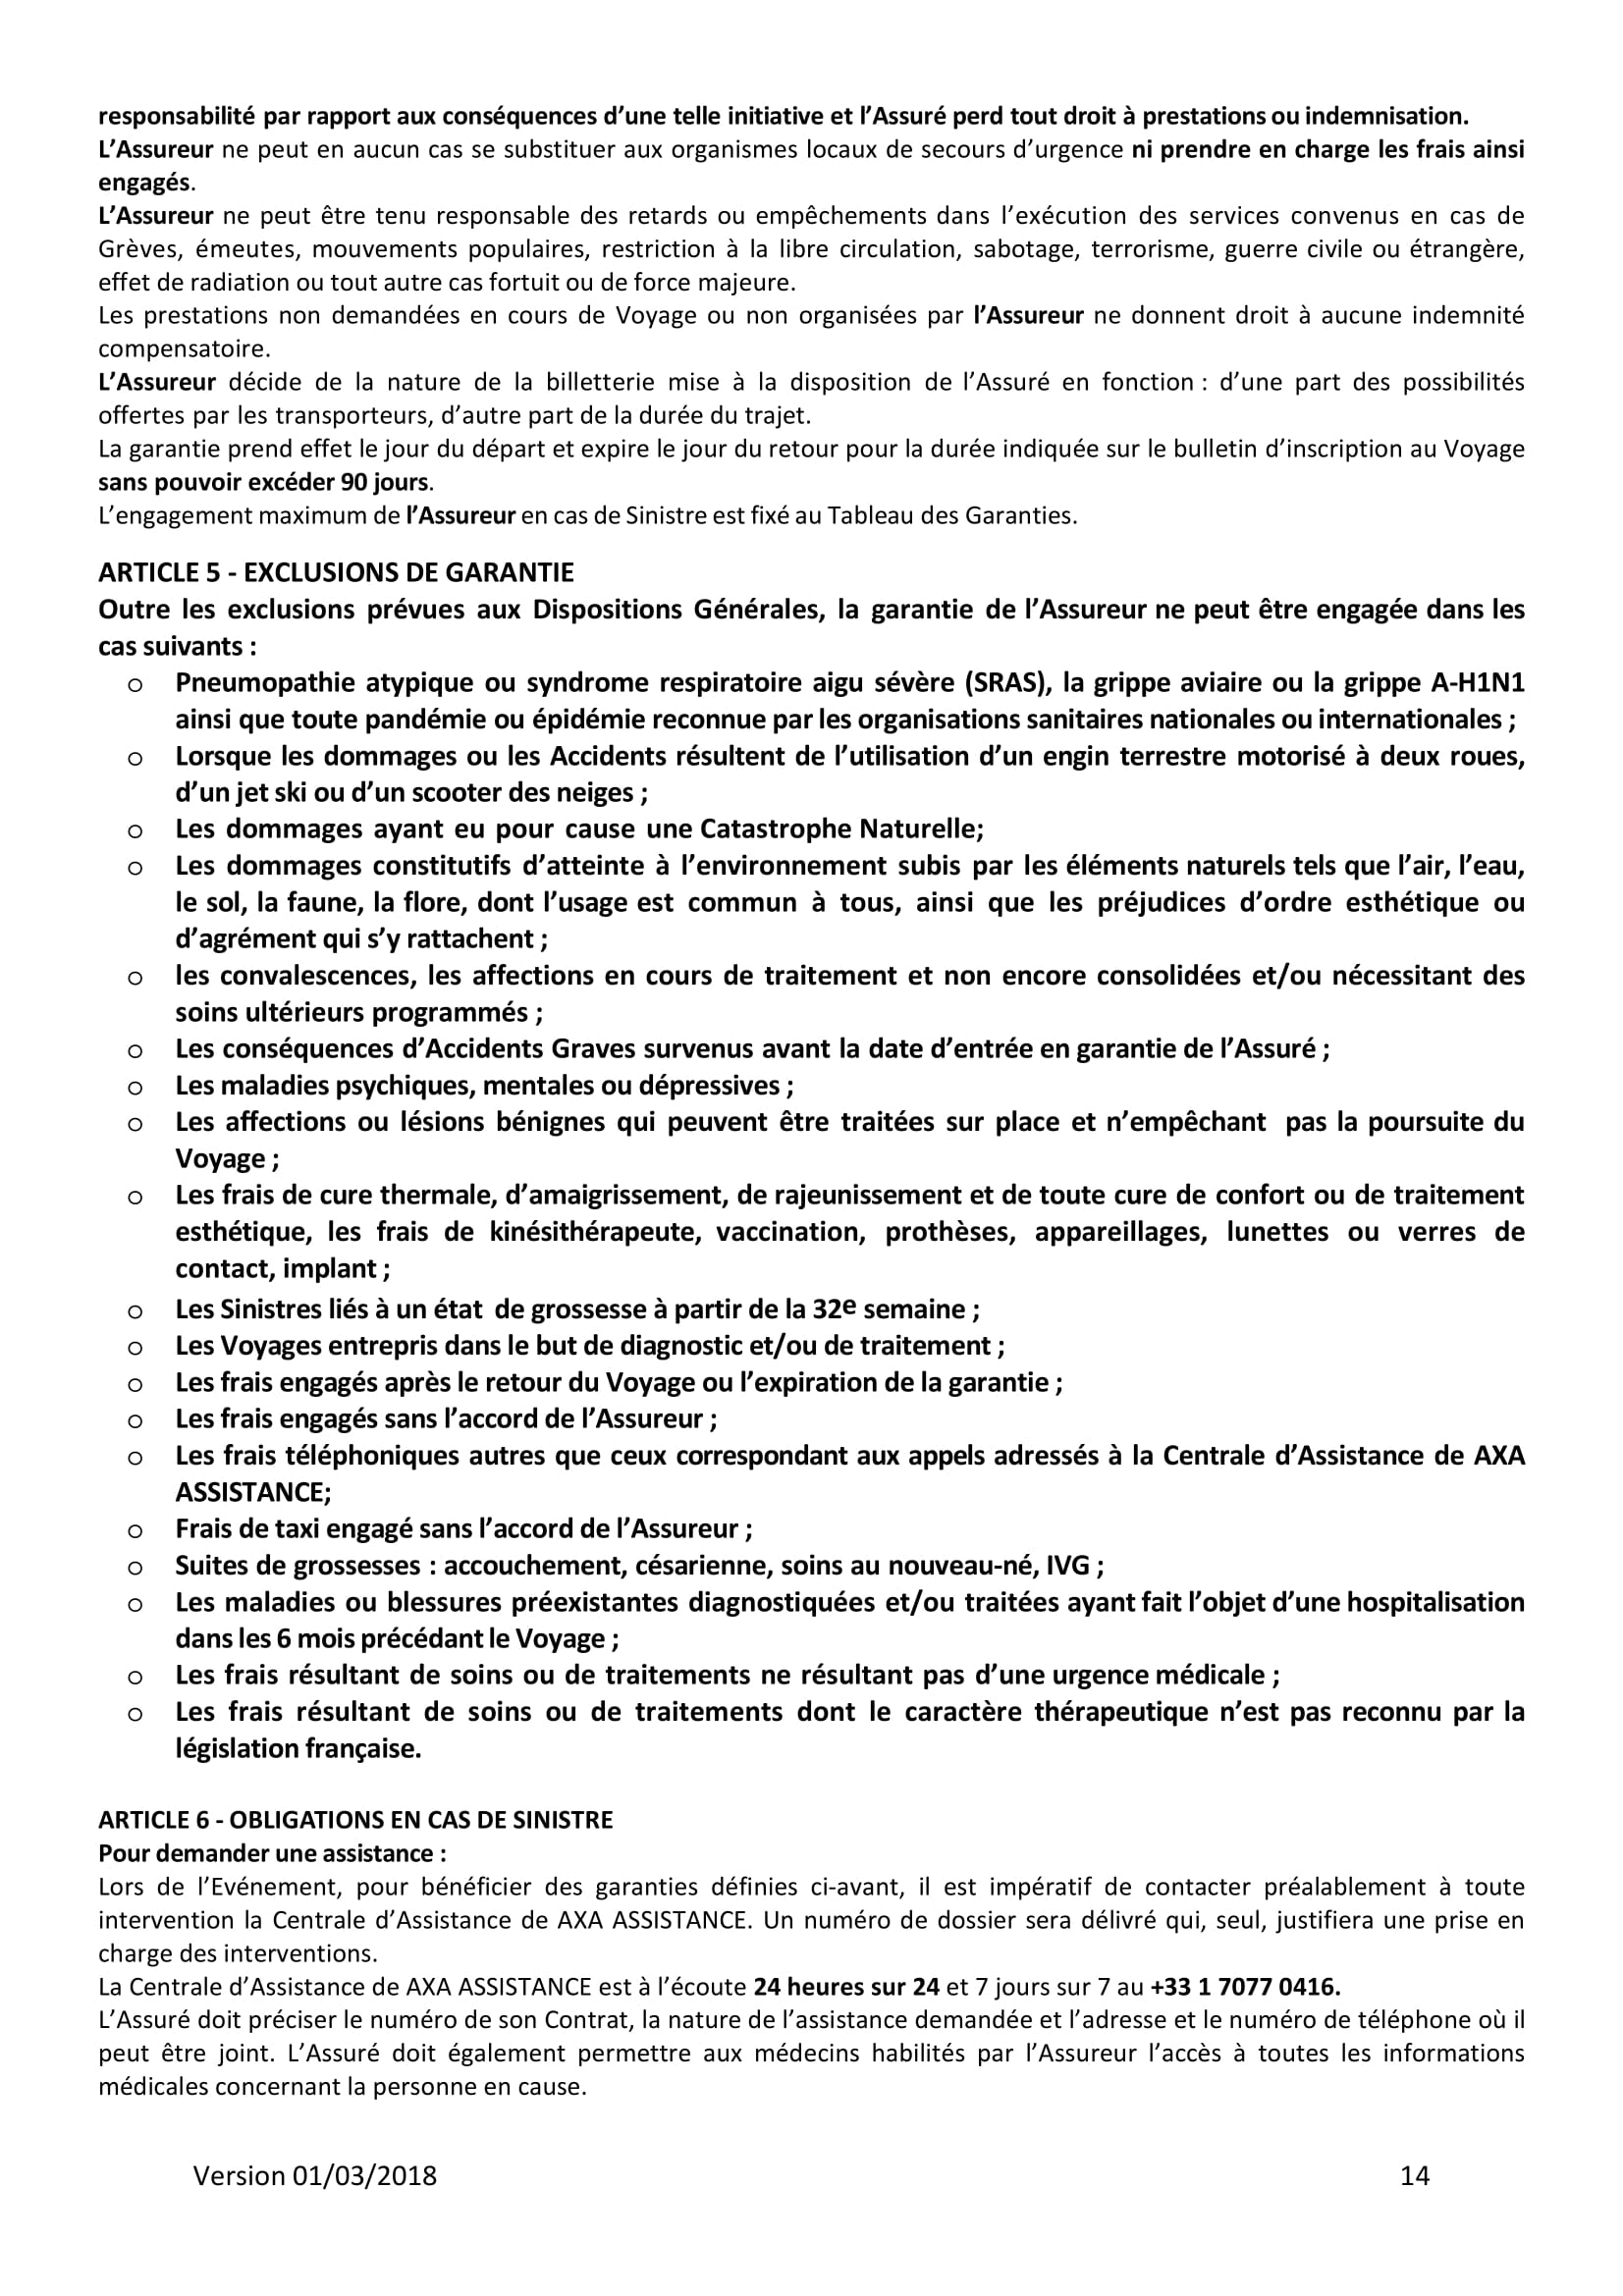 responsabilité par rapport aux conséquences d’une telle initiative et l’Assuré perd tout droit à prestations ou indemnisation.
L’Assureur ne peut en aucun cas se substituer aux organismes locaux de secours d’urgence ni prendre en charge les frais ainsi
engagés.
L’Assureur ne peut être tenu responsable des retards ou empêchements dans l’exécution des services convenus en cas de
Grèves, émeutes, mouvements populaires, restriction à la libre circulation, sabotage, terrorisme, guerre civile ou étrangère,
effet de radiation ou tout autre cas fortuit ou de force majeure.
Les prestations non demandées en cours de Voyage ou non organisées par l’Assureur ne donnent droit à aucune indemnité
compensatoire.
L’Assureur décide de la nature de la billetterie mise à la disposition de l’Assuré en fonction : d’une part des possibilités
offertes par les transporteurs, d’autre part de la durée du trajet.
La garantie prend effet le jour du départ et expire le jour du retour pour la durée indiquée sur le bulletin d’inscription au Voyage
sans pouvoir excéder 90 jours.
L’engagement maximum de l’Assureur en cas de Sinistre est fixé au Tableau des Garanties.
ARTICLE 5 - EXCLUSIONS DE GARANTIE
Outre les exclusions prévues aux Dispositions Générales, la garantie de l’Assureur ne peut être engagée dans les
cas suivants :
o Pneumopathie atypique ou syndrome respiratoire aigu sévère (SRAS), la grippe aviaire ou la grippe A-H1N1
ainsi que toute pandémie ou épidémie reconnue par les organisations sanitaires nationales ou internationales ;
o Lorsque les dommages ou les Accidents résultent de l’utilisation d’un engin terrestre motorisé à deux roues,
d’un jet ski ou d’un scooter des neiges ;
o Les dommages ayant eu pour cause une Catastrophe Naturelle;
o Les dommages constitutifs d’atteinte à l’environnement subis par les éléments naturels tels que l’air, l’eau,
le sol, la faune, la flore, dont l’usage est commun à tous, ainsi que les préjudices d’ordre esthétique ou
d’agrément qui s’y rattachent ;
o les convalescences, les affections en cours de traitement et non encore consolidées et/ou nécessitant des
soins ultérieurs programmés ;
o Les conséquences d’Accidents Graves survenus avant la date d’entrée en garantie de l’Assuré ;
o Les maladies psychiques, mentales ou dépressives ;
o Les affections ou lésions bénignes qui peuvent être traitées sur place et n’empêchant pas la poursuite du
Voyage ;
o Les frais de cure thermale, d’amaigrissement, de rajeunissement et de toute cure de confort ou de traitement
esthétique, les frais de kinésithérapeute, vaccination, prothèses, appareillages, lunettes ou verres de
contact, implant ;
o Les Sinistres liés à un état de grossesse à partir de la 32e semaine ;
o Les Voyages entrepris dans le but de diagnostic et/ou de traitement ;
o Les frais engagés après le retour du Voyage ou l’expiration de la garantie ;
o Les frais engagés sans l’accord de l’Assureur ;
o Les frais téléphoniques autres que ceux correspondant aux appels adressés à la Centrale d’Assistance de AXA
ASSISTANCE;
o Frais de taxi engagé sans l’accord de l’Assureur ;
o Suites de grossesses : accouchement, césarienne, soins au nouveau-né, IVG ;
o Les maladies ou blessures préexistantes diagnostiquées et/ou traitées ayant fait l’objet d’une hospitalisation
dans les 6 mois précédant le Voyage ;
o Les frais résultant de soins ou de traitements ne résultant pas d’une urgence médicale ;
o Les frais résultant de soins ou de traitements dont le caractère thérapeutique n’est pas reconnu par la
législation française.
ARTICLE 6 - OBLIGATIONS EN CAS DE SINISTRE
Pour demander une assistance :
Lors de l’Evénement, pour bénéficier des garanties définies ci-avant, il est impératif de contacter préalablement à toute
intervention la Centrale d’Assistance de AXA ASSISTANCE. Un numéro de dossier sera délivré qui, seul, justifiera une prise en
charge des interventions.
La Centrale d’Assistance de AXA ASSISTANCE est à l’écoute 24 heures sur 24 et 7 jours sur 7 au +33 1 7077 0416.
L’Assuré doit préciser le numéro de son Contrat, la nature de l’assistance demandée et l’adresse et le numéro de téléphone où il
peut être joint. L’Assuré doit également permettre aux médecins habilités par l’Assureur l’accès à toutes les informations
médicales concernant la personne en cause.
Version 01/03/2018 14